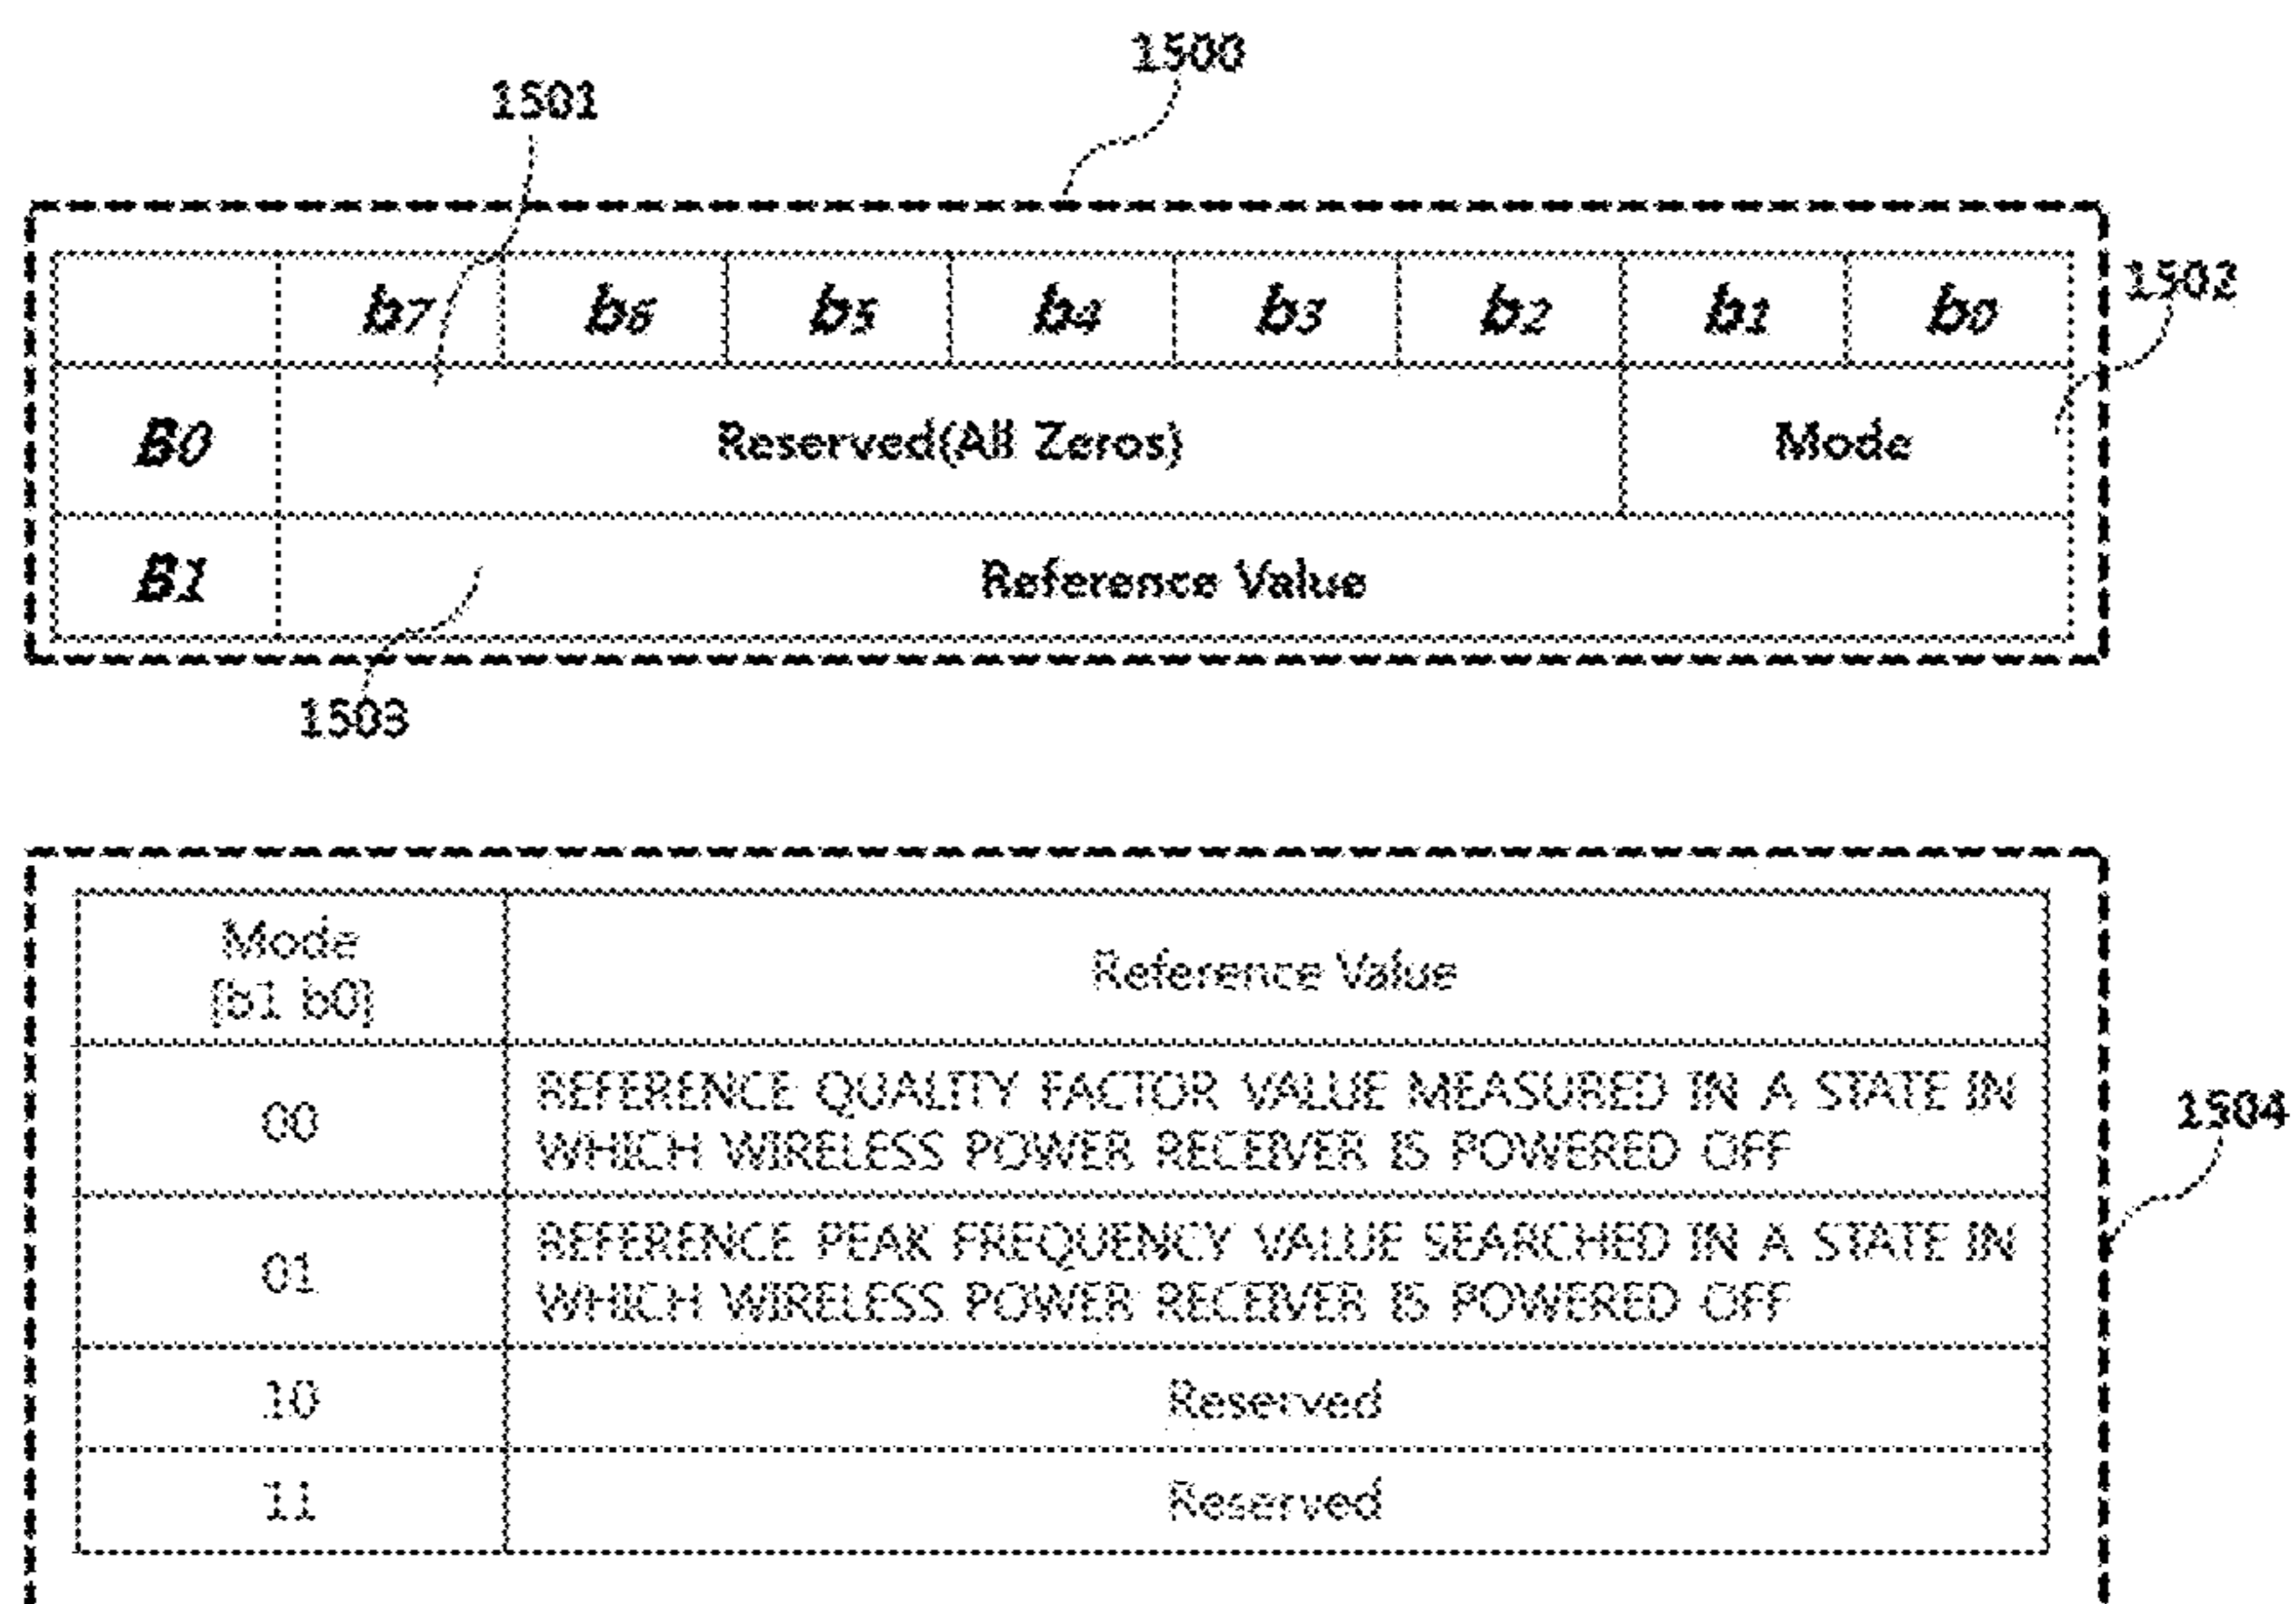 1500
1501
b7 b6 b5 b4 b3 b2 b1 b0
1502
B0 Reserved(All Zeros) Mode
B1 Reference Value
1503
Mode
[b1 b0]
Reference Value
00
REFERENCE QUALITY FACTOR VALUE MEASURED IN A STATE IN
WHICH WIRELESS POWER RECEIVER IS POWERED OFF
1504
01
REFERENCE PEAK FREQUENCY VALUE SEARCHED IN A STATE IN
WHICH WIRELESS POWER RECEIVER IS POWERED OFF
10 Reserved
11 Reserved